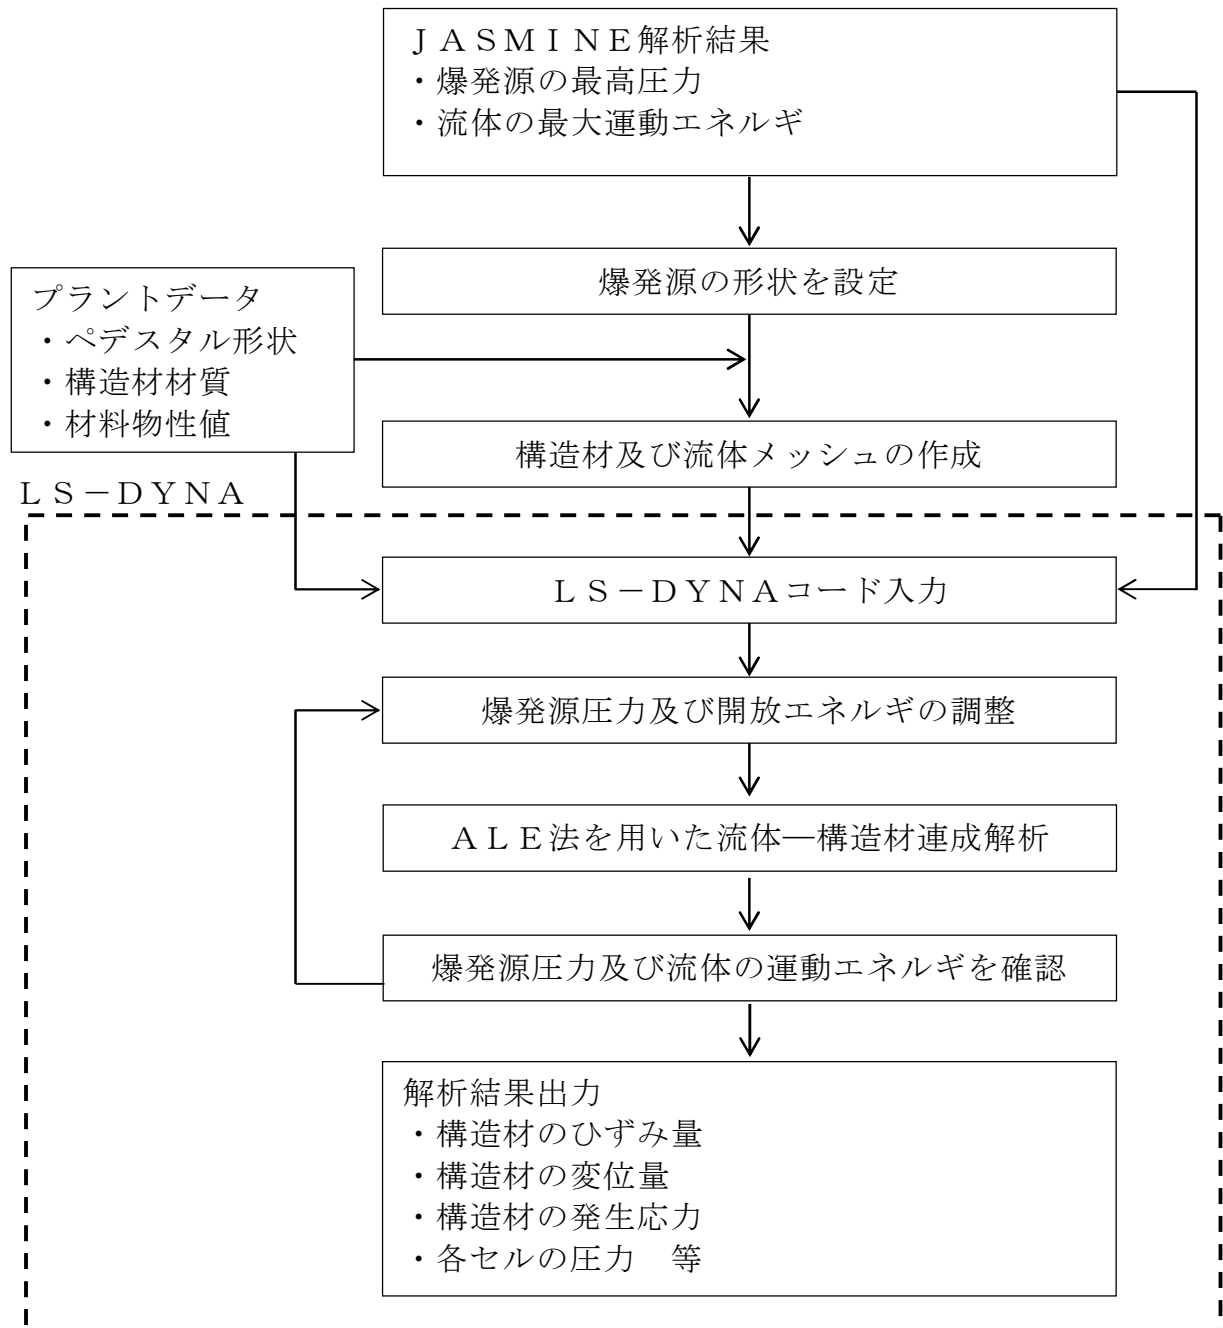 ＪＡＳＭＩＮＥ解析結果
・爆発源の最高圧力
・流体の最大運動エネルギ
爆発源の形状を設定
プラントデータ
・ペデスタル形状
・構造材材質
・材料物性値
構造材及び流体メッシュの作成
ＬＳ－ＤＹＮＡ
ＬＳ－ＤＹＮＡコード入力
爆発源圧力及び開放エネルギの調整
ＡＬＥ法を用いた流体―構造材連成解析
爆発源圧力及び流体の運動エネルギを確認
解析結果出力
・構造材のひずみ量
・構造材の変位量
・構造材の発生応力
・各セルの圧力　等